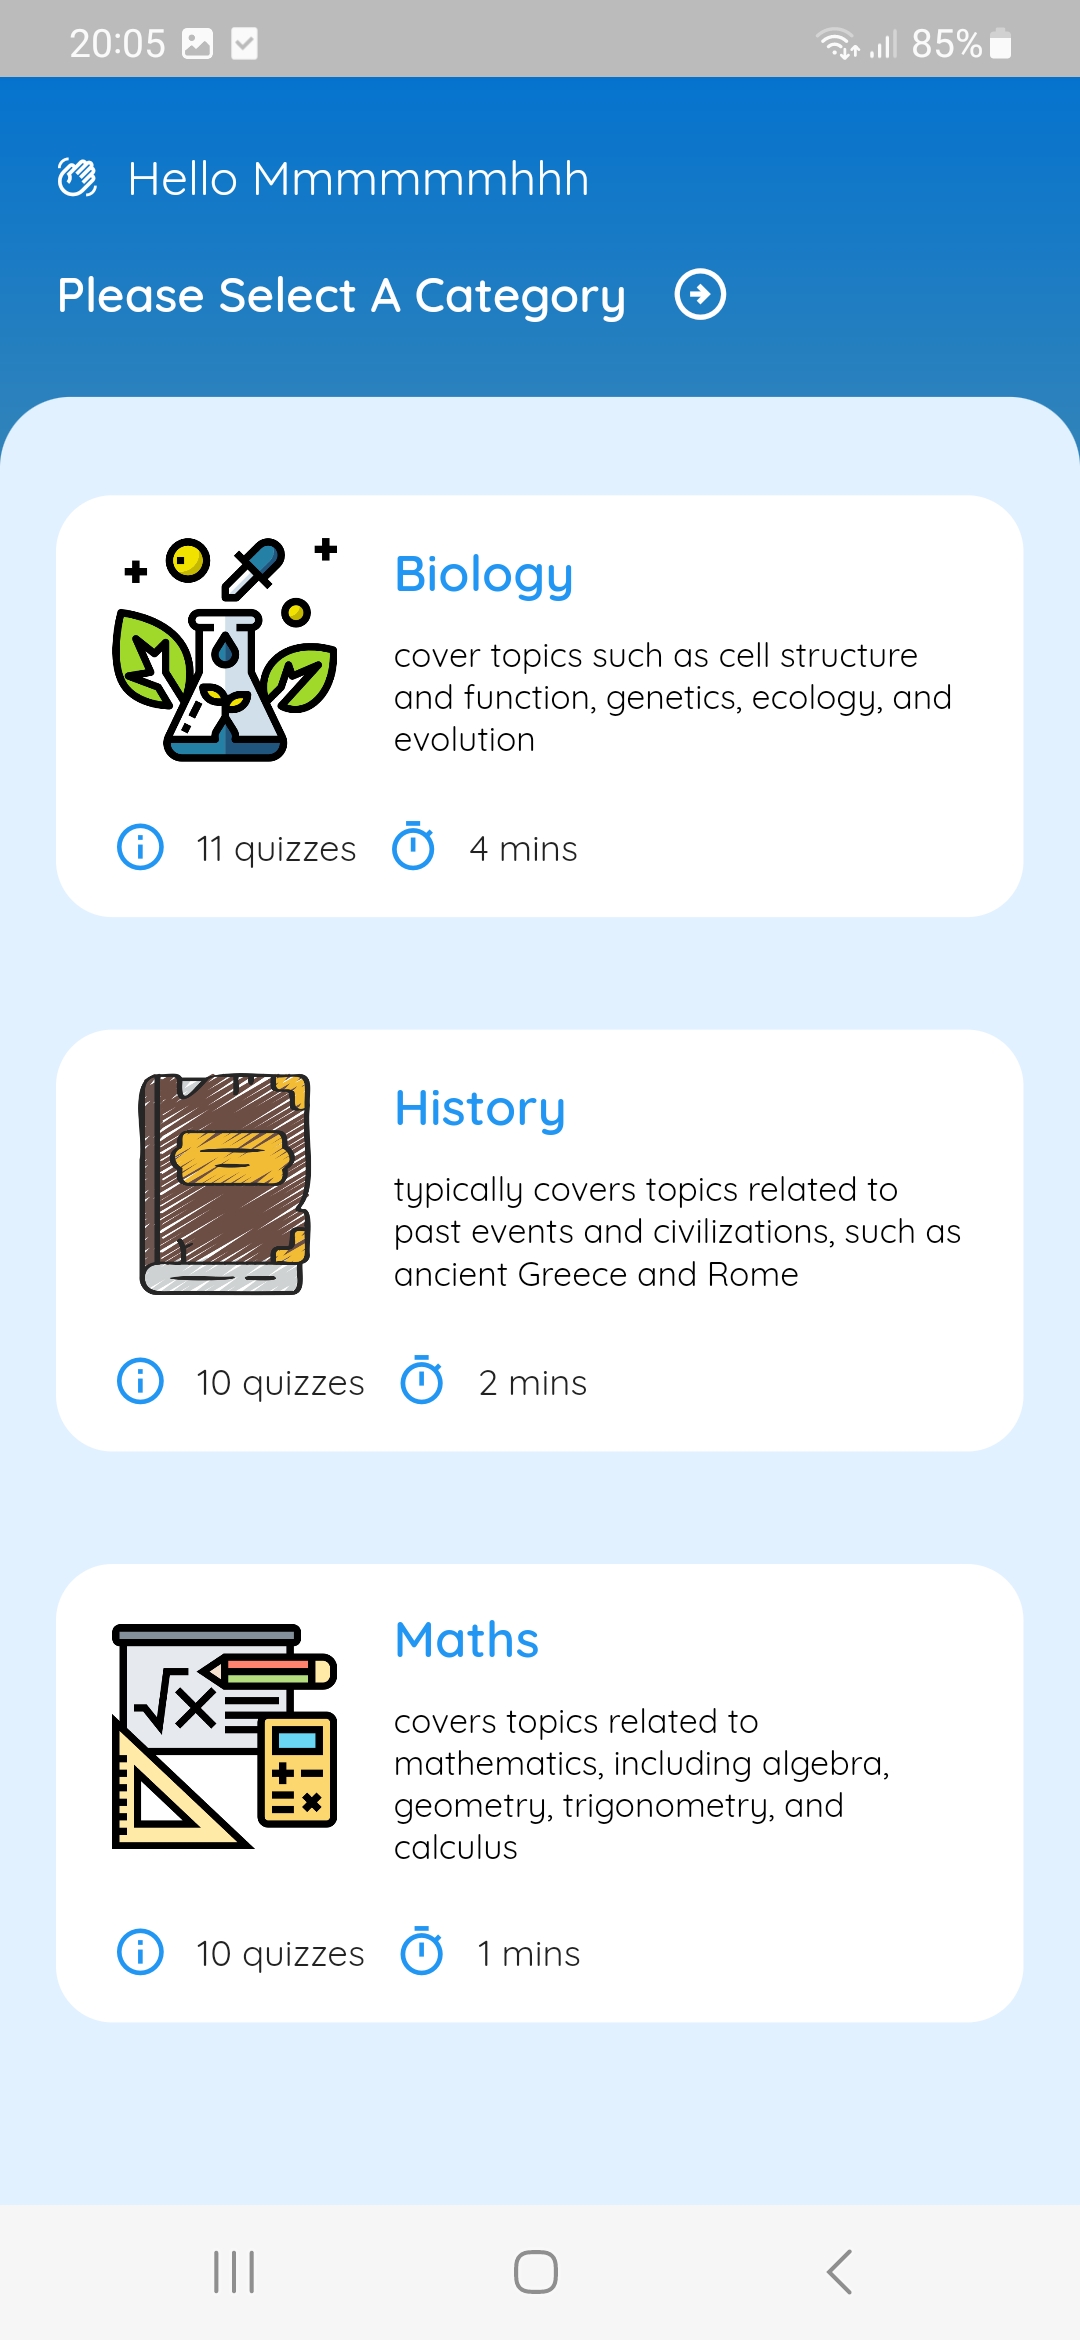 20:05 85%
Hello Mmmmmmhhh
Please Select A Category
Biology
cover topics such as cell structure
and function, genetics, ecology, and
evolution
11 quizzes 4 mins
History
typically covers topics related to
past events and civilizations, such as
ancient Greece and Rome
10 quizzes 2 mins
Maths
covers topics related to
mathematics, including algebra,
geometry, trigonometry, and
calculus
10 quizzes 1 mins